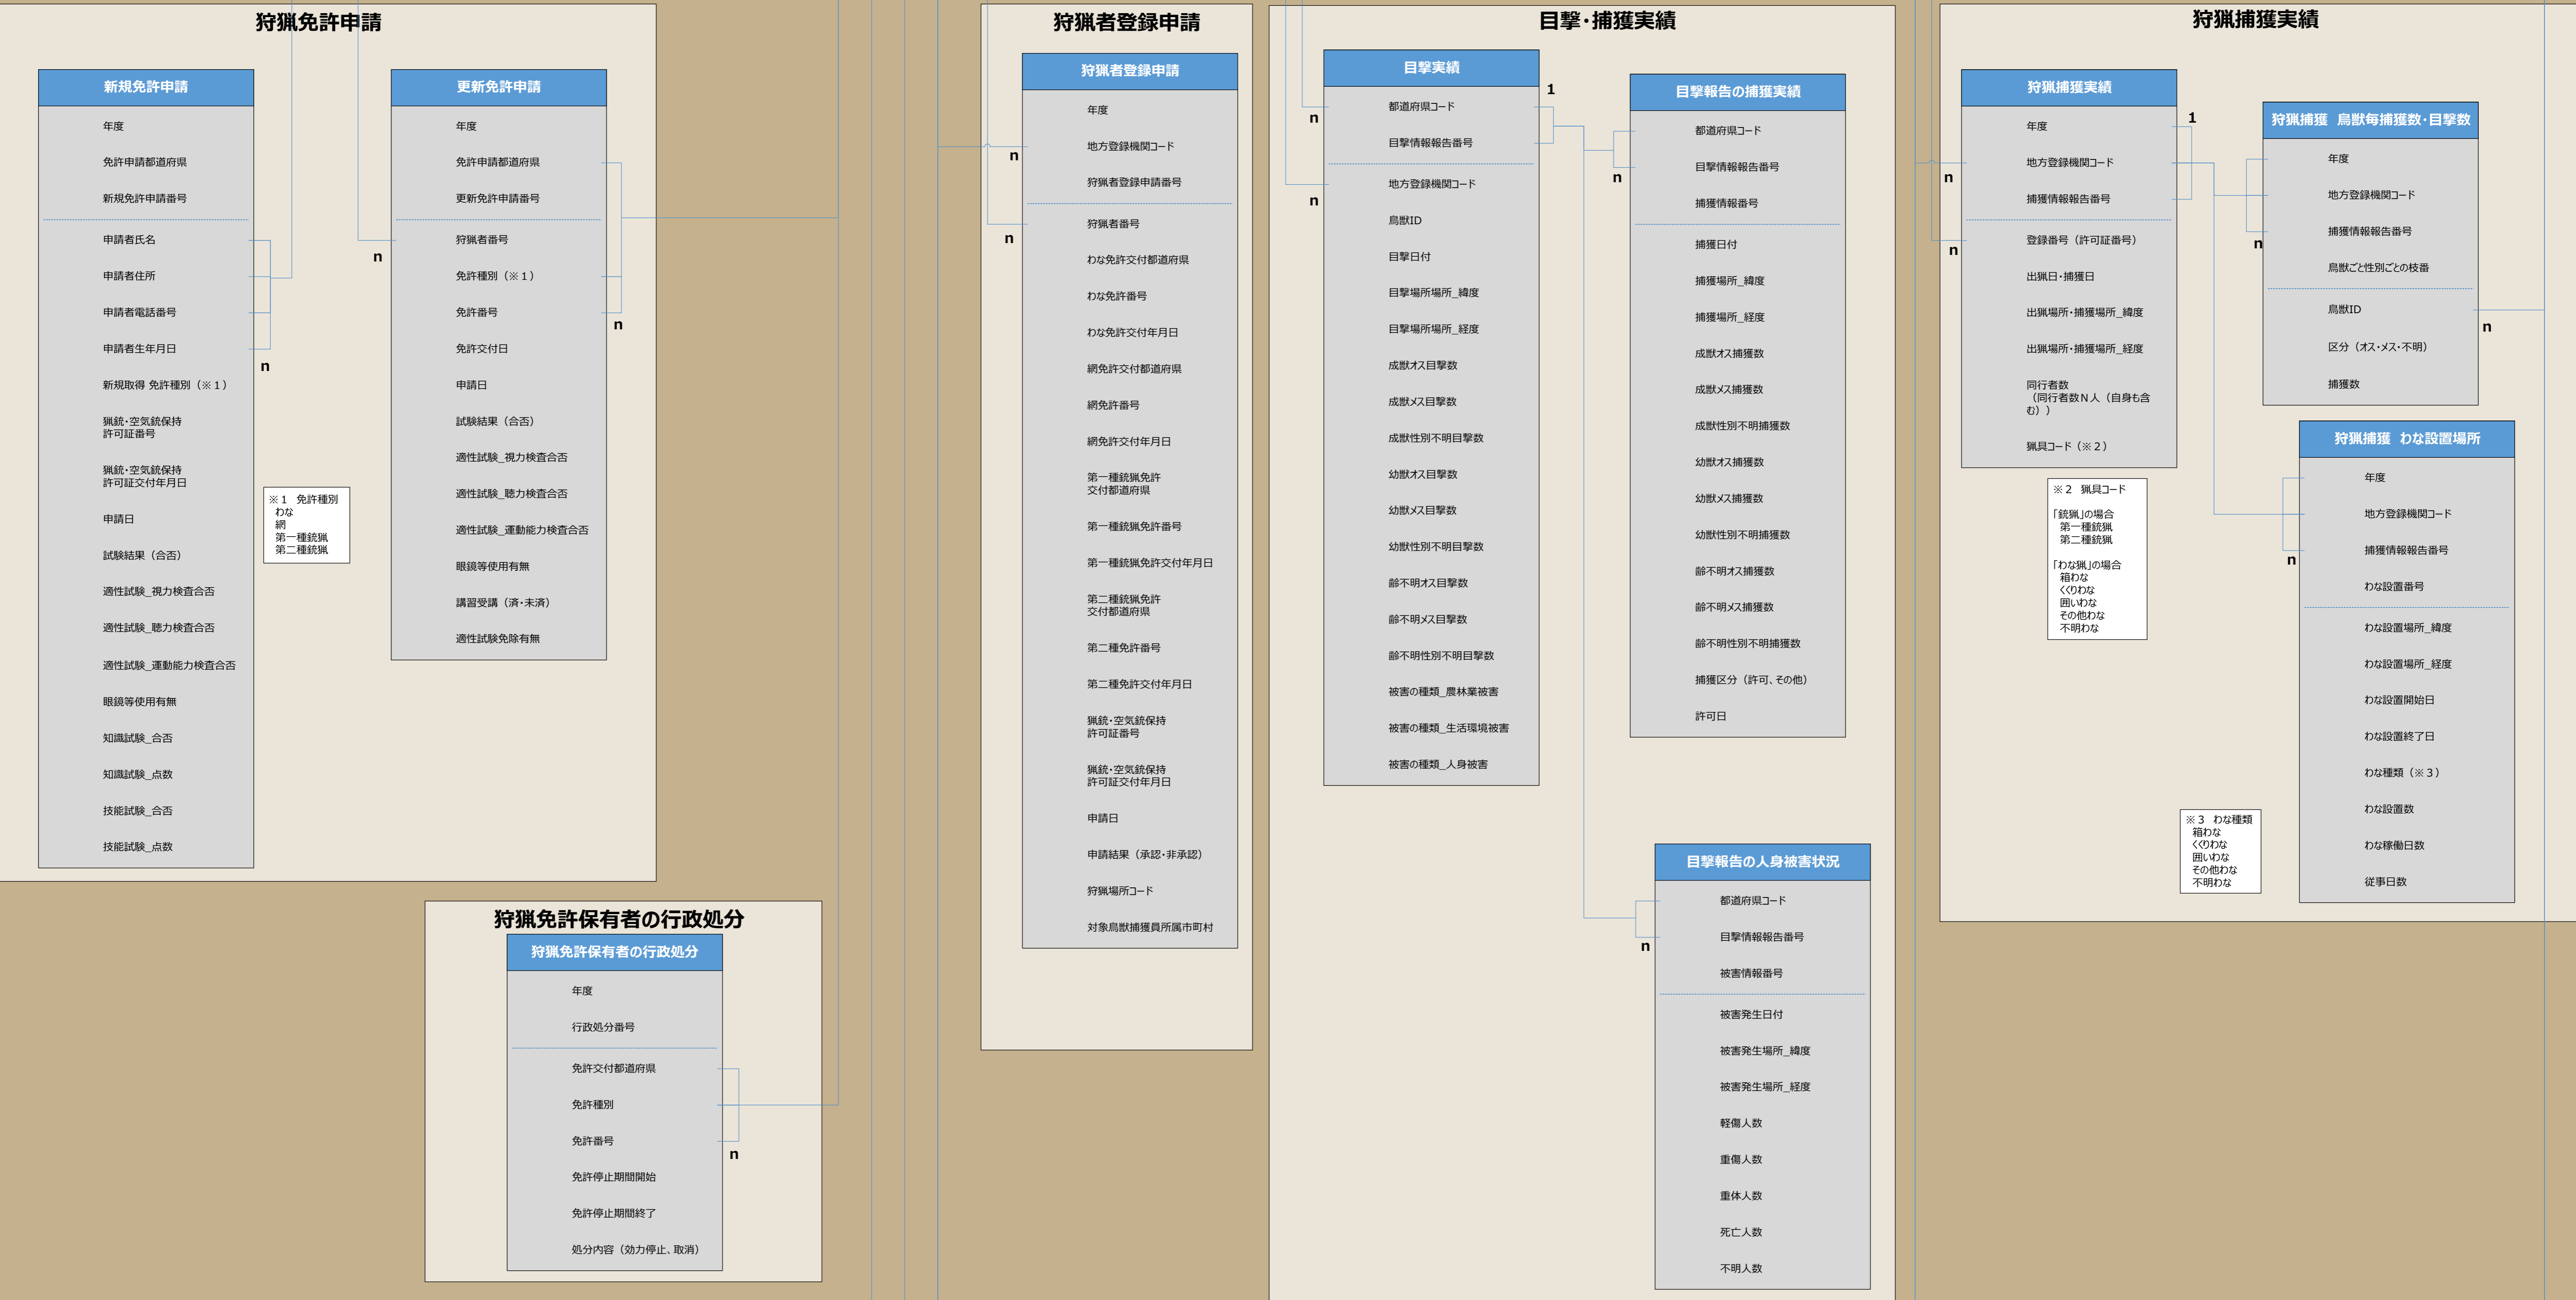 狩猟免許申請
新規免許申請
年度
免許申請都道府県
新規免許申請番号
申請者氏名
申請者住所
申請者電話番号
申請者生年月日
n
新規取得 免許種別（※１）
猟銃・空気銃保持
許可証番号
猟銃・空気銃保持
許可証交付年月日
申請日
試験結果（合否）
適性試験_視力検査合否
適性試験_聴力検査合否
適性試験_運動能力検査合否
眼鏡等使用有無
知識試験_合否
知識試験_点数
技能試験_合否
技能試験_点数
※１　免許種別
わな
網
第一種銃猟
第二種銃猟
更新免許申請
年度
免許申請都道府県
更新免許申請番号
狩猟者番号
n
免許種別（※１）
免許番号
n
免許交付日
申請日
試験結果（合否）
適性試験_視力検査合否
適性試験_聴力検査合否
適性試験_運動能力検査合否
眼鏡等使用有無
講習受講（済・未済）
適性試験免除有無
狩猟免許保有者の行政処分
狩猟免許保有者の行政処分
年度
行政処分番号
免許交付都道府県
免許種別
免許番号
n
免許停止期間開始
免許停止期間終了
処分内容（効力停止、取消）
狩猟者登録申請
狩猟者登録申請
年度
地方登録機関コード
n
狩猟者登録申請番号
狩猟者番号
n
わな免許交付都道府県
わな免許番号
わな免許交付年月日
網免許交付都道府県
網免許番号
網免許交付年月日
第一種銃猟免許
交付都道府県
第一種銃猟免許番号
第一種銃猟免許交付年月日
第二種銃猟免許
交付都道府県
第二種免許番号
第二種免許交付年月日
猟銃・空気銃保持
許可証番号
猟銃・空気銃保持
許可証交付年月日
申請日
申請結果（承認・非承認）
狩猟場所コード
対象鳥獣捕獲員所属市町村
目撃・捕獲実績
目撃実績
1
都道府県コード
n
目撃情報報告番号
地方登録機関コード
n
鳥獣ID
目撃日付
目撃場所場所_緯度
目撃場所場所_経度
成獣オス目撃数
成獣メス目撃数
成獣性別不明目撃数
幼獣オス目撃数
幼獣メス目撃数
幼獣性別不明目撃数
齢不明オス目撃数
齢不明メス目撃数
齢不明性別不明目撃数
被害の種類_農林業被害
被害の種類_生活環境被害
被害の種類_人身被害
目撃報告の捕獲実績
都道府県コード
目撃情報報告番号
n
捕獲情報番号
捕獲日付
捕獲場所_緯度
捕獲場所_経度
成獣オス捕獲数
成獣メス捕獲数
成獣性別不明捕獲数
幼獣オス捕獲数
幼獣メス捕獲数
幼獣性別不明捕獲数
齢不明オス捕獲数
齢不明メス捕獲数
齢不明性別不明捕獲数
捕獲区分（許可、その他）
許可日
目撃報告の人身被害状況
都道府県コード
目撃情報報告番号
n
被害情報番号
被害発生日付
被害発生場所_緯度
被害発生場所_経度
軽傷人数
重傷人数
重体人数
死亡人数
不明人数
狩猟捕獲実績
狩猟捕獲実績
1
年度
地方登録機関コード
n
捕獲情報報告番号
登録番号（許可証番号）
n
出猟日・捕獲日
出猟場所・捕獲場所_緯度
出猟場所・捕獲場所_経度
同行者数
（同行者数Ｎ人（自身も含
む））
猟具コード（※２）
※２　猟具コード
「銃猟」の場合
第一種銃猟
第二種銃猟
「わな猟」の場合
箱わな
くくりわな
囲いわな
その他わな
不明わな
狩猟捕獲　鳥獣毎捕獲数・目撃数
年度
地方登録機関コード
捕獲情報報告番号
n
鳥獣ごと性別ごとの枝番
鳥獣ID
n
区分（オス・メス・不明）
捕獲数
狩猟捕獲　わな設置場所
年度
地方登録機関コード
捕獲情報報告番号
n
わな設置番号
わな設置場所_緯度
わな設置場所_経度
わな設置開始日
わな設置終了日
わな種類（※３）
わな設置数
わな稼働日数
従事日数
※３　わな種類
箱わな
くくりわな
囲いわな
その他わな
不明わな